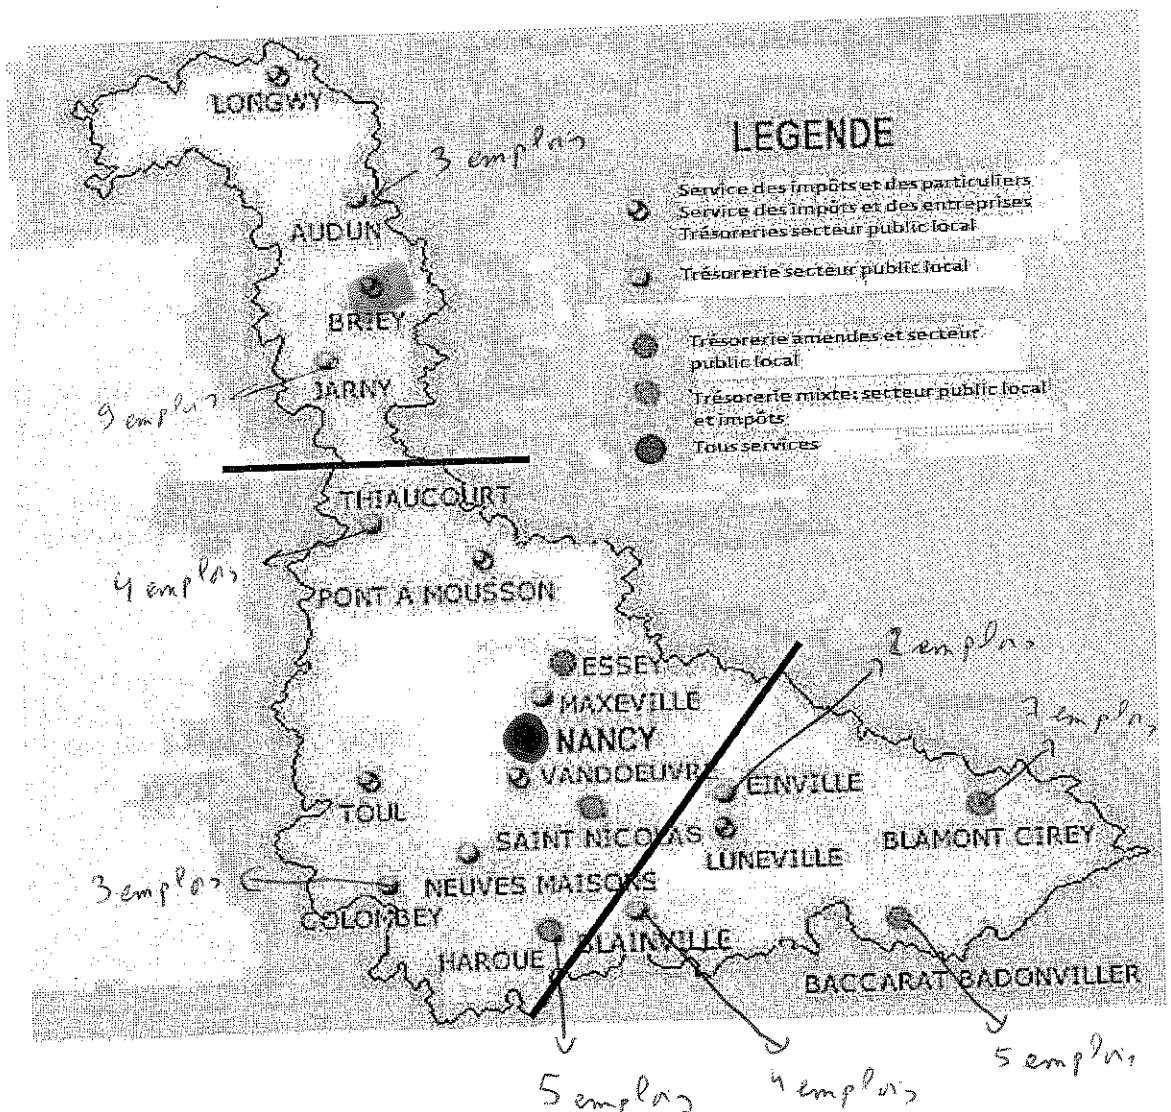 LONGWY
3 emplois
LEGENDE
Service des impôts et des particuliers
Service des impôts et des entreprises
Trésoreries secteur public local
AUDUN
Trésorerie secteur public local
BRIEY
Trésorerie amendes et secteur
public local
JARNY
9 emplois
Trésorerie mixte: secteur public local
et impôts
Tous services
THIAUCOURT
4 emplois
PONT A MOUSSON
2 emplois
ESSEY
MAXEVILLE
7 emplois
NANCY
VANDOEUVRE
EINVILLE
TOUL
SAINT NICOLAS
BLAMONT CIREY
LUNEVILLE
3 emplois
NEUVES MAISONS
COLOMBEY
HAROUE
BLAINVILLE
BACCARAT BADONVILLER
5 emplois
4 emplois
5 emplois